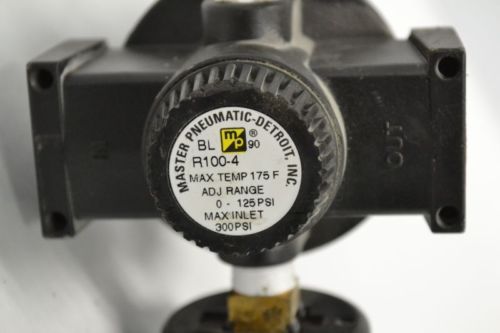 MASTER PNEUMATIC-DETROIT, INC.
BL mp ® 90
R100-4
MAX TEMP 175 F
ADJ RANGE
0 - 125 PSI
MAX INLET
300 PSI
IN
OUT